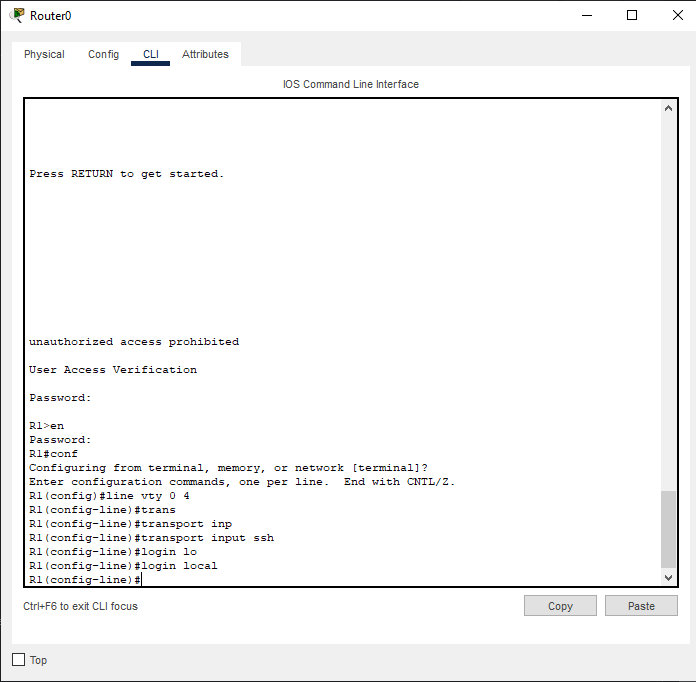 Router0
Physical Config CLI Attributes
IOS Command Line Interface
Press RETURN to get started.
unauthorized access prohibited
User Access Verification
Password:
R1>en
Password:
R1#conf
Configuring from terminal, memory, or network [terminal]?
Enter configuration commands, one per line.  End with CNTL/Z.
R1(config)#line vty 0 4
R1(config-line)#trans
R1(config-line)#transport inp
R1(config-line)#transport input ssh
R1(config-line)#login lo
R1(config-line)#login local
R1(config-line)#
Ctrl+F6 to exit CLI focus
Copy Paste
Top